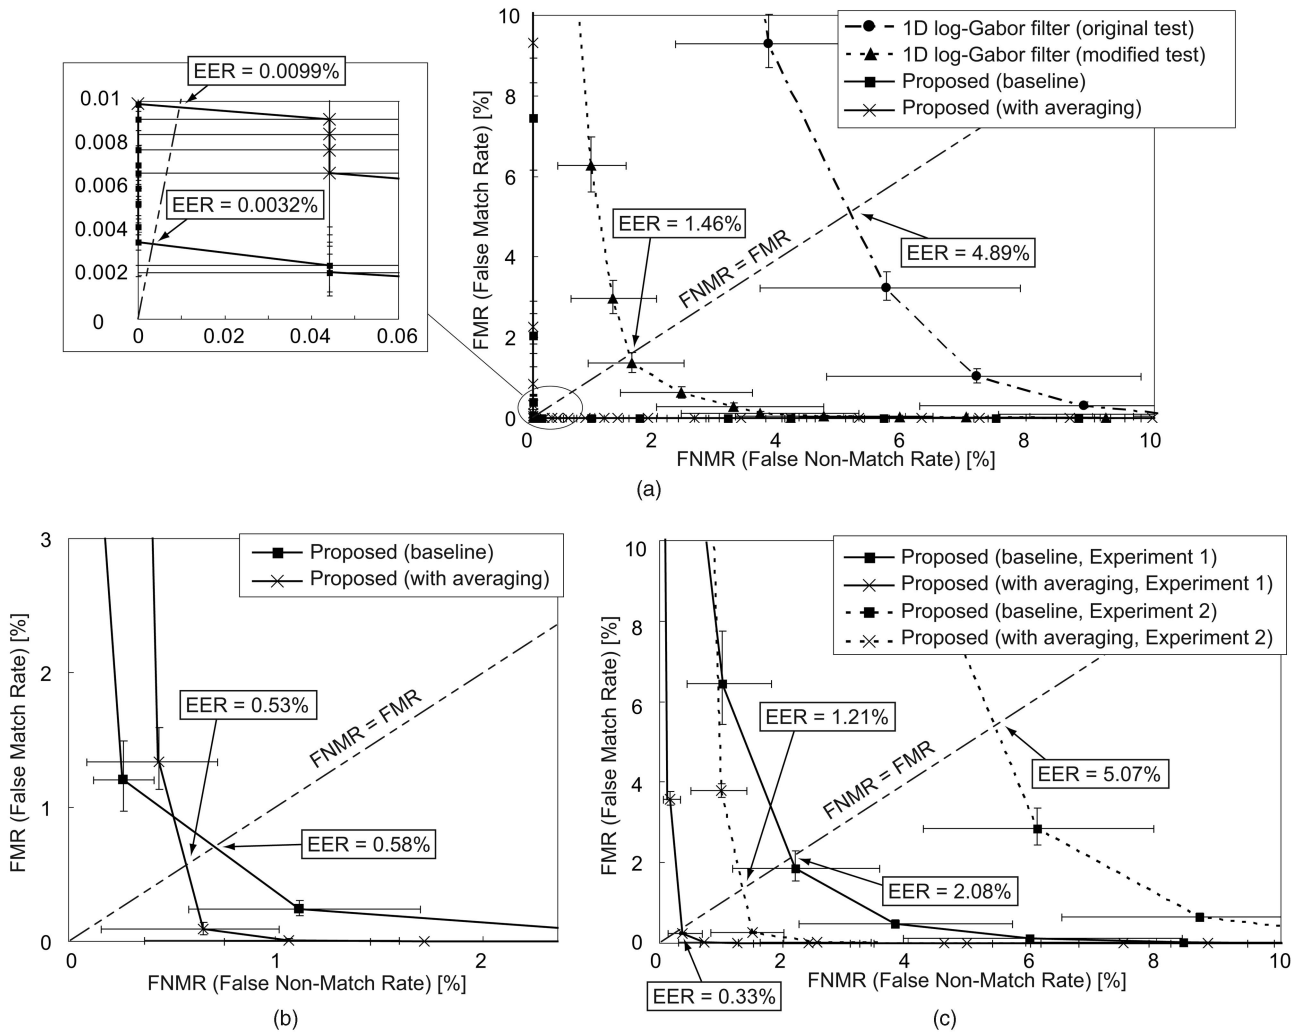 10
8
6
4
2
0
FMR (False Match Rate) [%]
0 2 4 6 8 10
FNMR (False Non-Match Rate) [%]
1D log-Gabor filter (original test)
1D log-Gabor filter (modified test)
Proposed (baseline)
Proposed (with averaging)
EER = 1.46%
FNMR = FMR
EER = 4.89%
EER = 0.0099%
0.01
0.008
0.006
0.004
0.002
0
EER = 0.0032%
0 0.02 0.04 0.06
(a)
3
2
1
0
FMR (False Match Rate) [%]
Proposed (baseline)
Proposed (with averaging)
EER = 0.53%
FNMR = FMR
EER = 0.58%
0 1 2
FNMR (False Non-Match Rate) [%]
(b)
10
8
6
4
2
0
FMR (False Match Rate) [%]
Proposed (baseline, Experiment 1)
Proposed (with averaging, Experiment 1)
Proposed (baseline, Experiment 2)
Proposed (with averaging, Experiment 2)
EER = 1.21%
FNMR = FMR
EER = 5.07%
EER = 2.08%
0 2 4 6 8 10
FNMR (False Non-Match Rate) [%]
EER = 0.33%
(c)